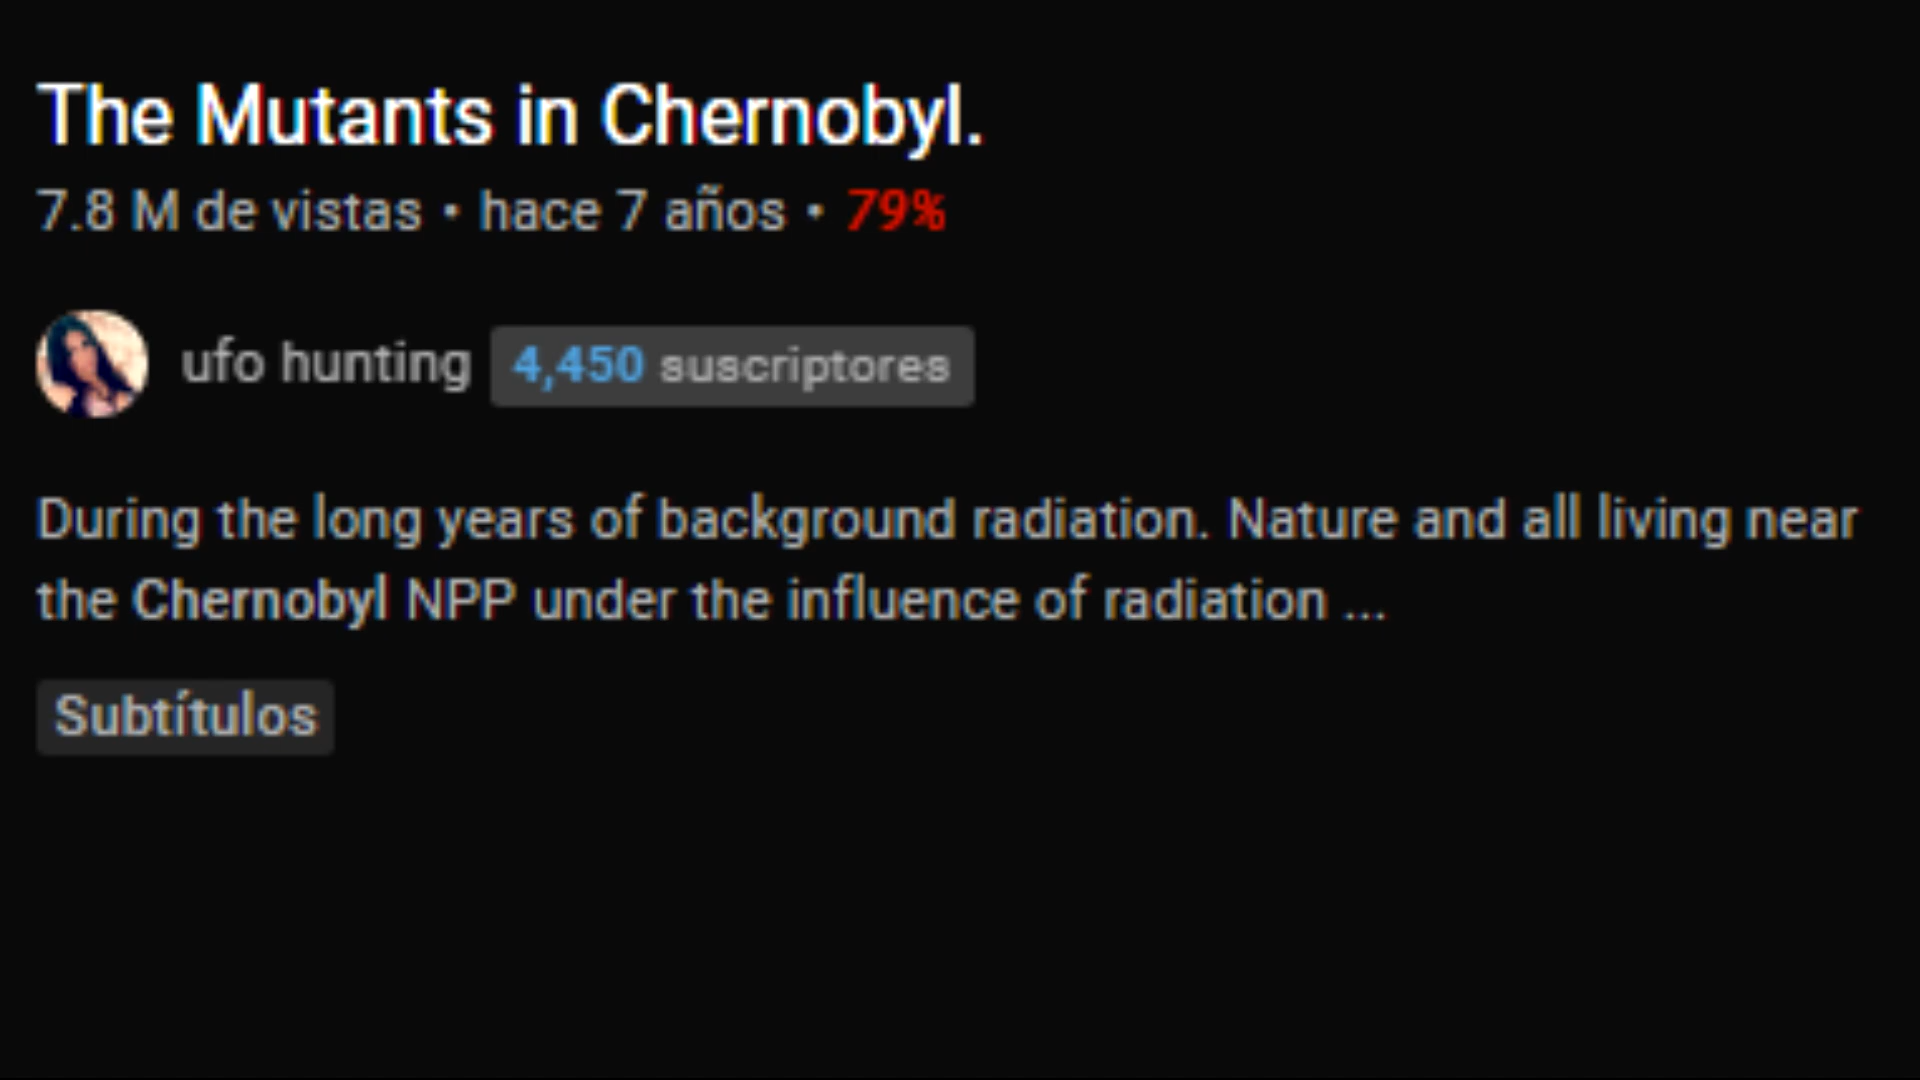 The Mutants in Chernobyl.
7.8 M de vistas • hace 7 años • 79%
ufo hunting 4,450 suscriptores
During the long years of background radiation. Nature and all living near
the Chernobyl NPP under the influence of radiation ...
Subtítulos